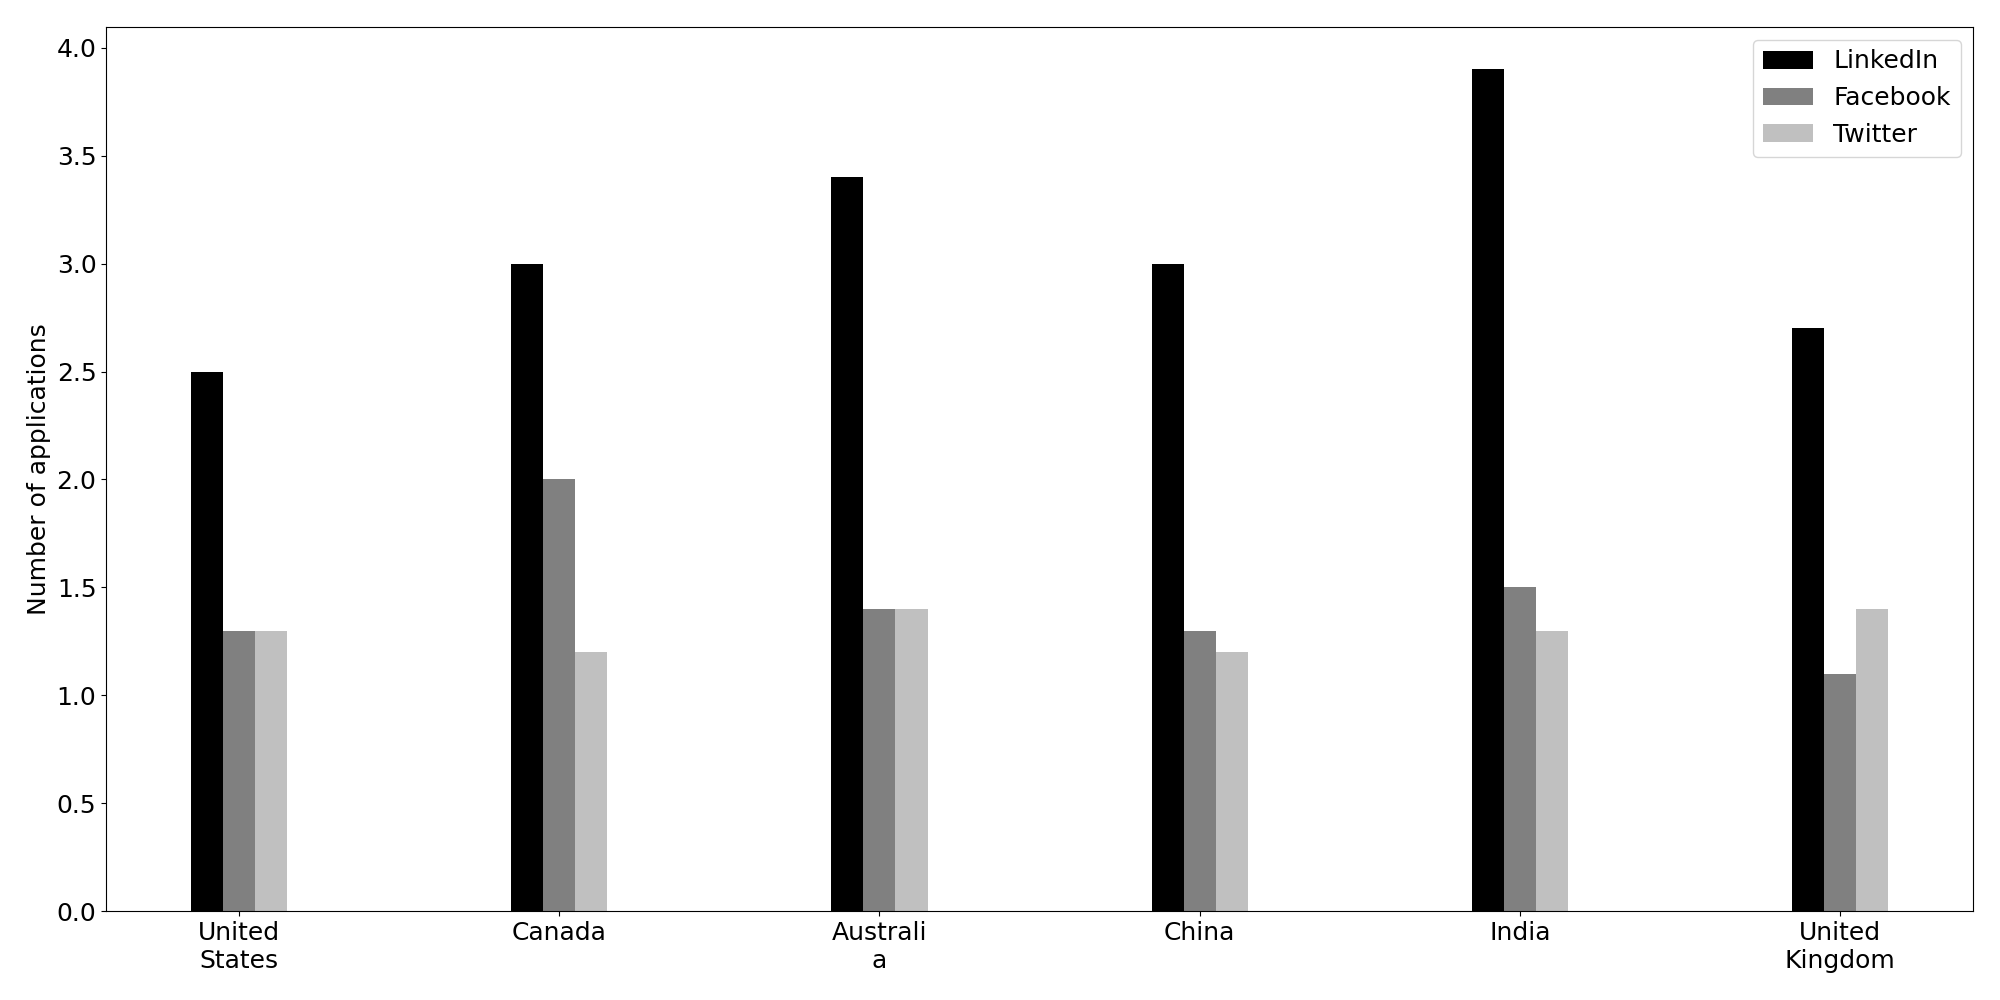 4.0
3.5
3.0
2.5
2.0
1.5
1.0
0.5
0.0
Number of applications
LinkedIn
Facebook
Twitter
United
States
Canada
Australi
a
China
India
United
Kingdom